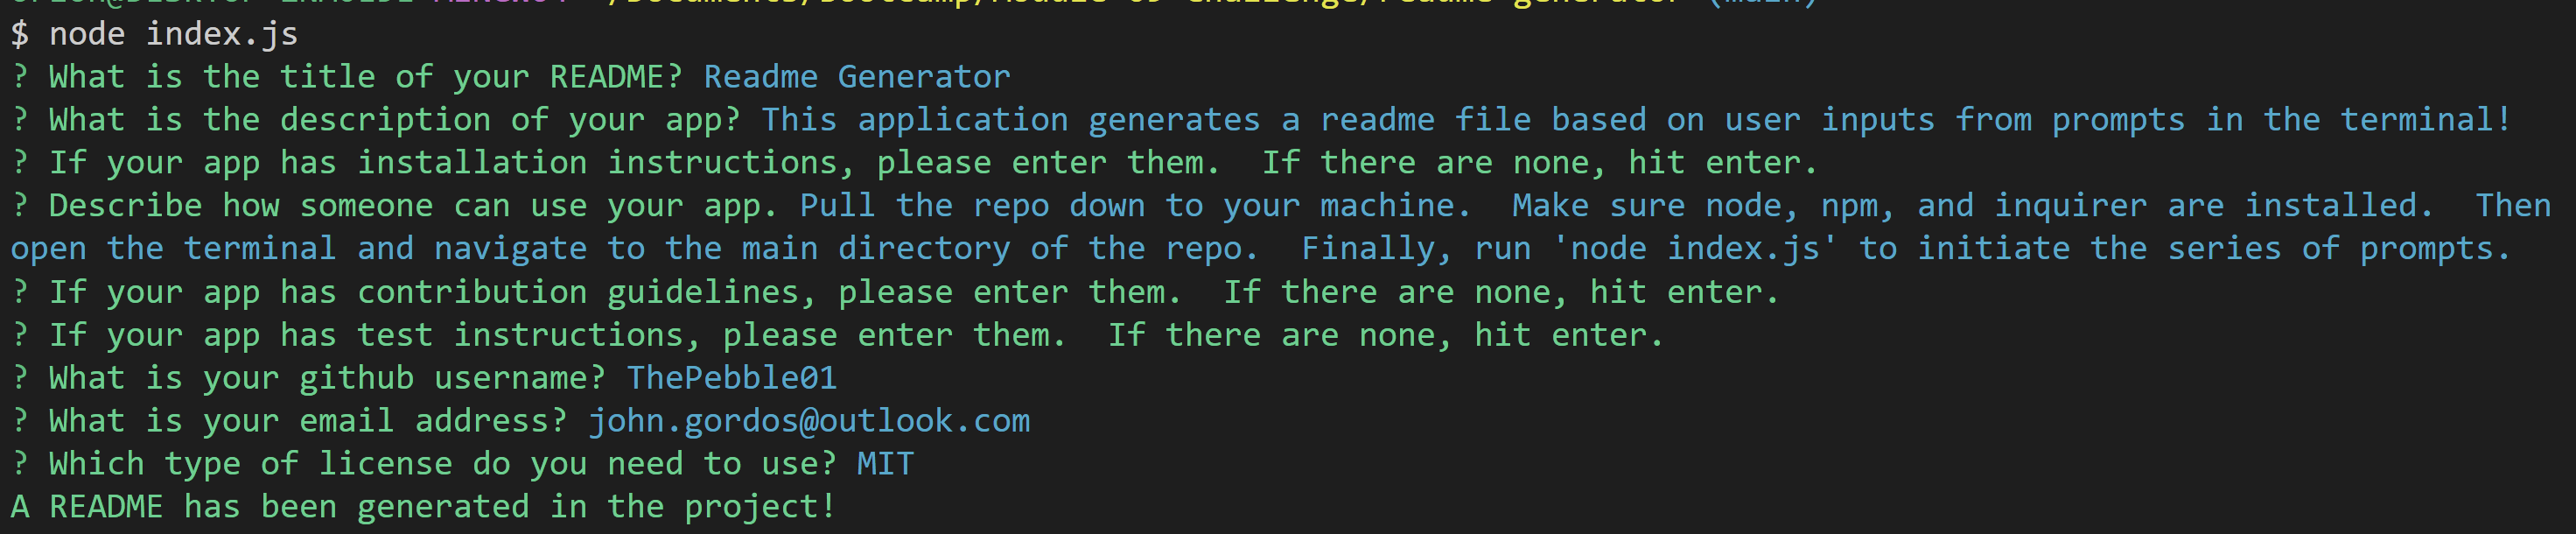 $ node index.js
? What is the title of your README? Readme Generator
? What is the description of your app? This application generates a readme file based on user inputs from prompts in the terminal!
? If your app has installation instructions, please enter them.  If there are none, hit enter.
? Describe how someone can use your app. Pull the repo down to your machine.  Make sure node, npm, and inquirer are installed.  Then
open the terminal and navigate to the main directory of the repo.  Finally, run 'node index.js' to initiate the series of prompts.
? If your app has contribution guidelines, please enter them.  If there are none, hit enter.
? If your app has test instructions, please enter them.  If there are none, hit enter.
? What is your github username? ThePebble01
? What is your email address? john.gordos@outlook.com
? Which type of license do you need to use? MIT
A README has been generated in the project!